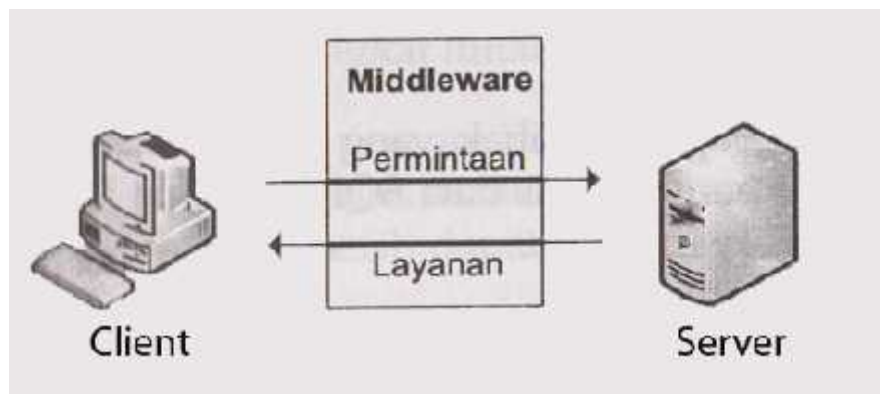 Middleware
Permintaan
Layanan
Client
Server